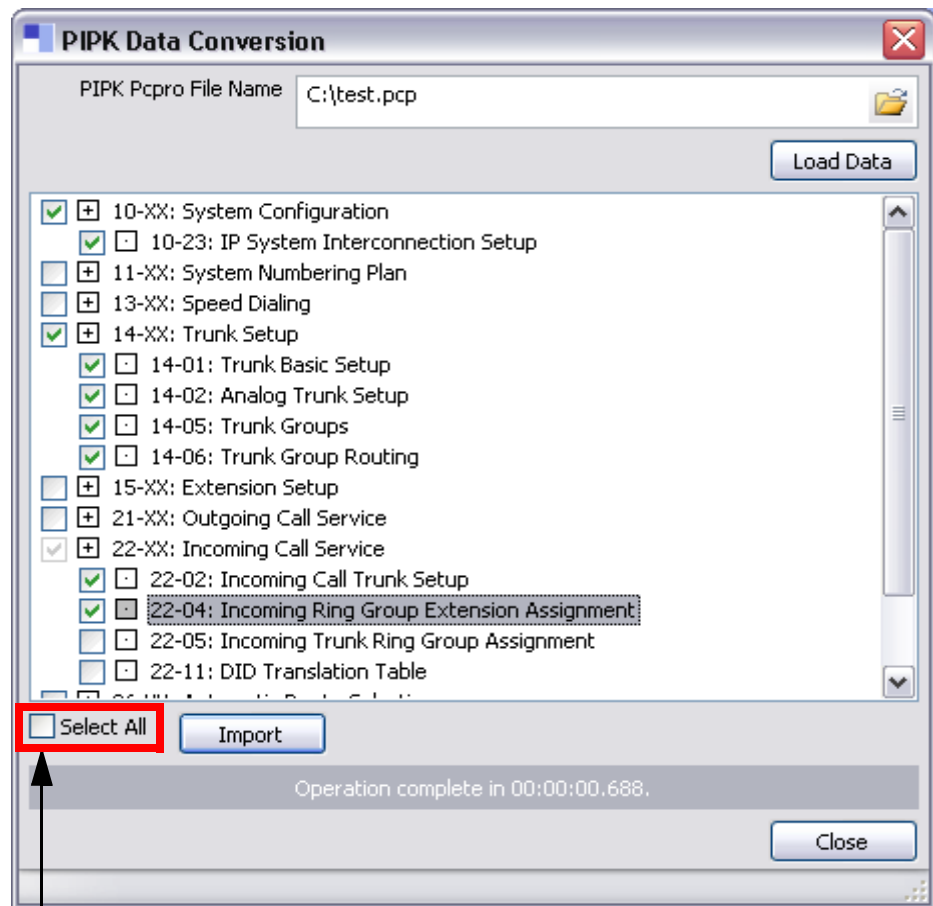 PIPK Data Conversion
PIPK Pcpro File Name
C:\test.pcp
Load Data
10-XX: System Configuration
10-23: IP System Interconnection Setup
11-XX: System Numbering Plan
13-XX: Speed Dialing
14-XX: Trunk Setup
14-01: Trunk Basic Setup
14-02: Analog Trunk Setup
14-05: Trunk Groups
14-06: Trunk Group Routing
15-XX: Extension Setup
21-XX: Outgoing Call Service
22-XX: Incoming Call Service
22-02: Incoming Call Trunk Setup
22-04: Incoming Ring Group Extension Assignment
22-05: Incoming Trunk Ring Group Assignment
22-11: DID Translation Table
Select All
Import
Operation complete in 00:00:00.688.
Close